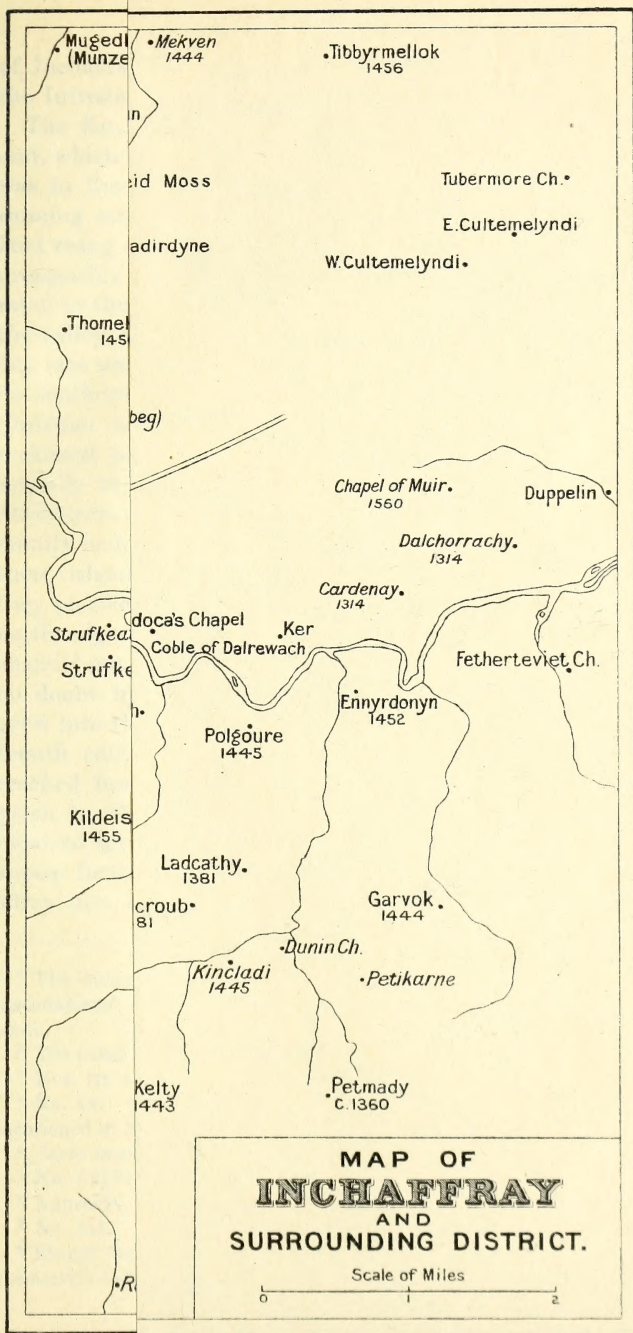 Mugedl
(Munze
Mekven
1444
Tibbyrmellok
1456
eid Moss
Tubermore Ch.
E.Cultemelyndi
adirdyne
W.Cultemelyndi
Thomel
145
beg)
Chapel of Muir
1560
Duppelin
Dalchorrachy
1314
Cardenay
1314
doca's Chapel
Strufkea
Ker
Coble of Dalrewach
Strufke
Fetherteviet Ch.
h
Ennyrdonyn
1452
Polgoure
1445
Kildeis
1455
Ladcathy
1381
croub
81
Garvok
1444
Dunin Ch.
Kincladi
1445
Petikarne
Kelty
1443
Petmady
C.1360
MAP OF
INCHAFFRAY
AND
SURROUNDING DISTRICT.
Scale of Miles
0 1 2